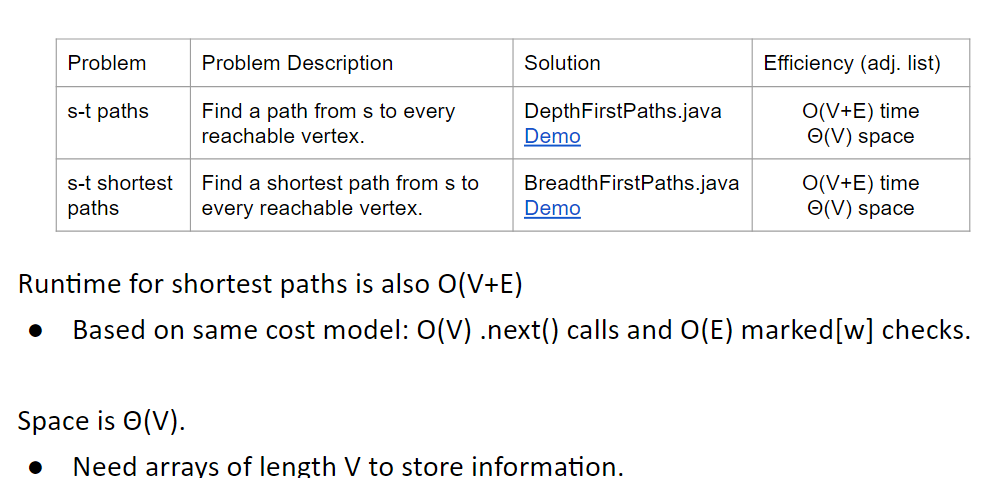 Problem
Problem Description
Solution
Efficiency (adj. list)
s-t paths
Find a path from s to every
reachable vertex.
DepthFirstPaths.java
Demo
O(V+E) time
Θ(V) space
s-t shortest
paths
Find a shortest path from s to
every reachable vertex.
BreadthFirstPaths.java
Demo
O(V+E) time
Θ(V) space
Runtime for shortest paths is also O(V+E)
● Based on same cost model: O(V) .next() calls and O(E) marked[w] checks.
Space is Θ(V).
● Need arrays of length V to store information.